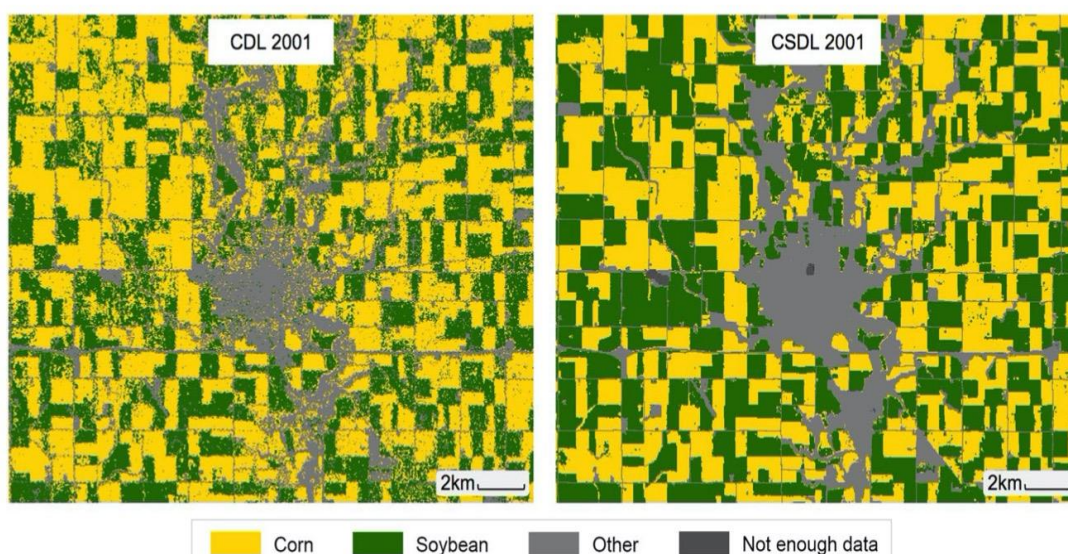 CDL 2001
CSDL 2001
2km
2km
Corn
Soybean
Other
Not enough data